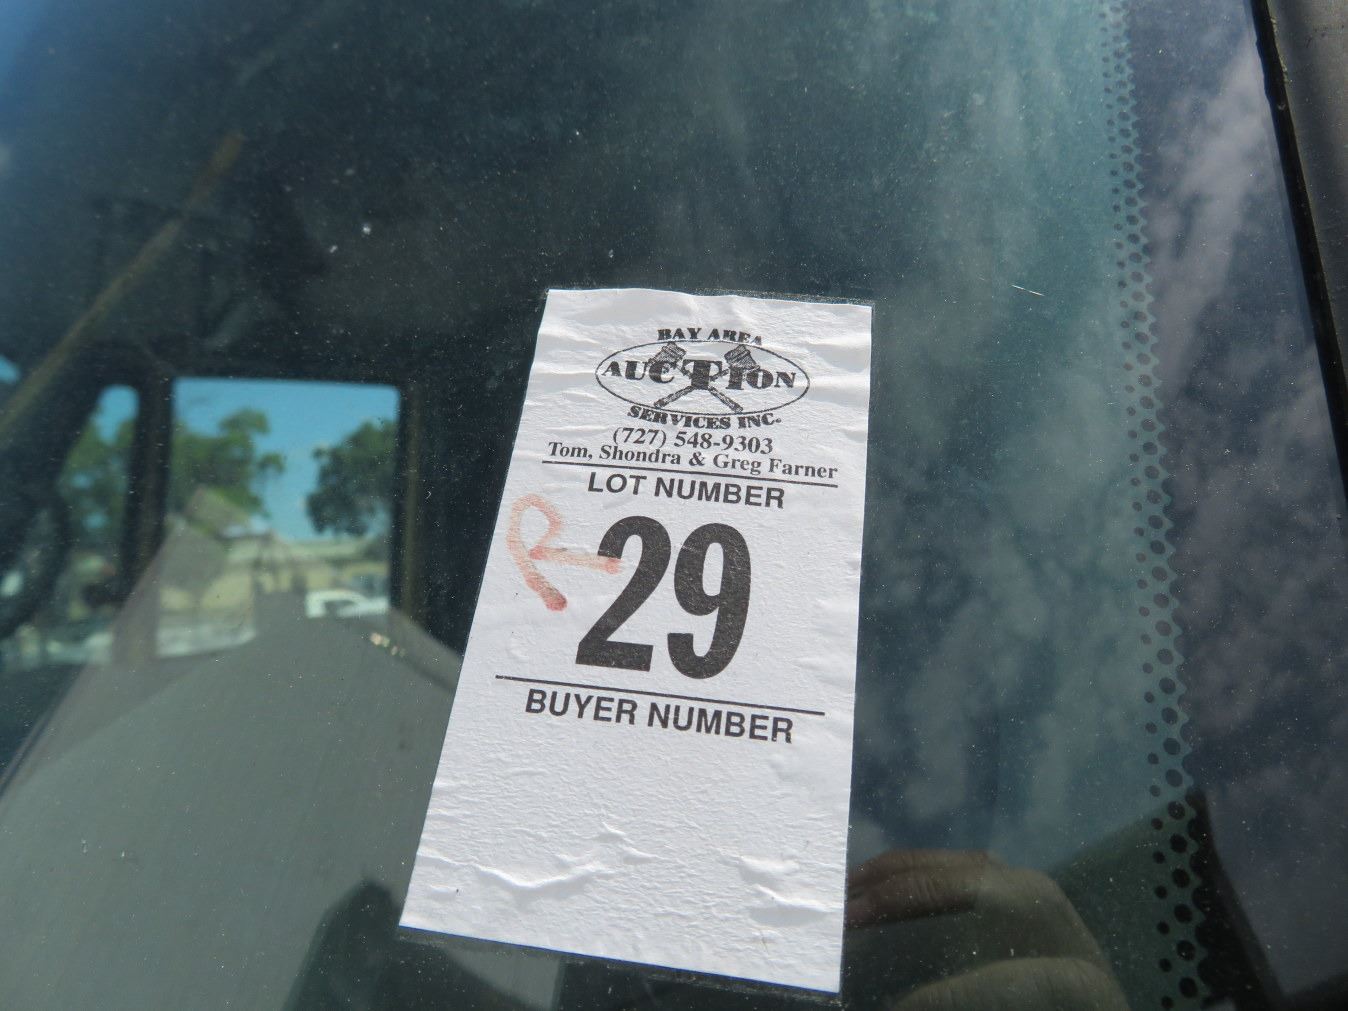 BAY AREA
AUCTION
SERVICES INC.
(727) 548-9303
Tom, Shondra & Greg Farner
LOT NUMBER
R 29
BUYER NUMBER